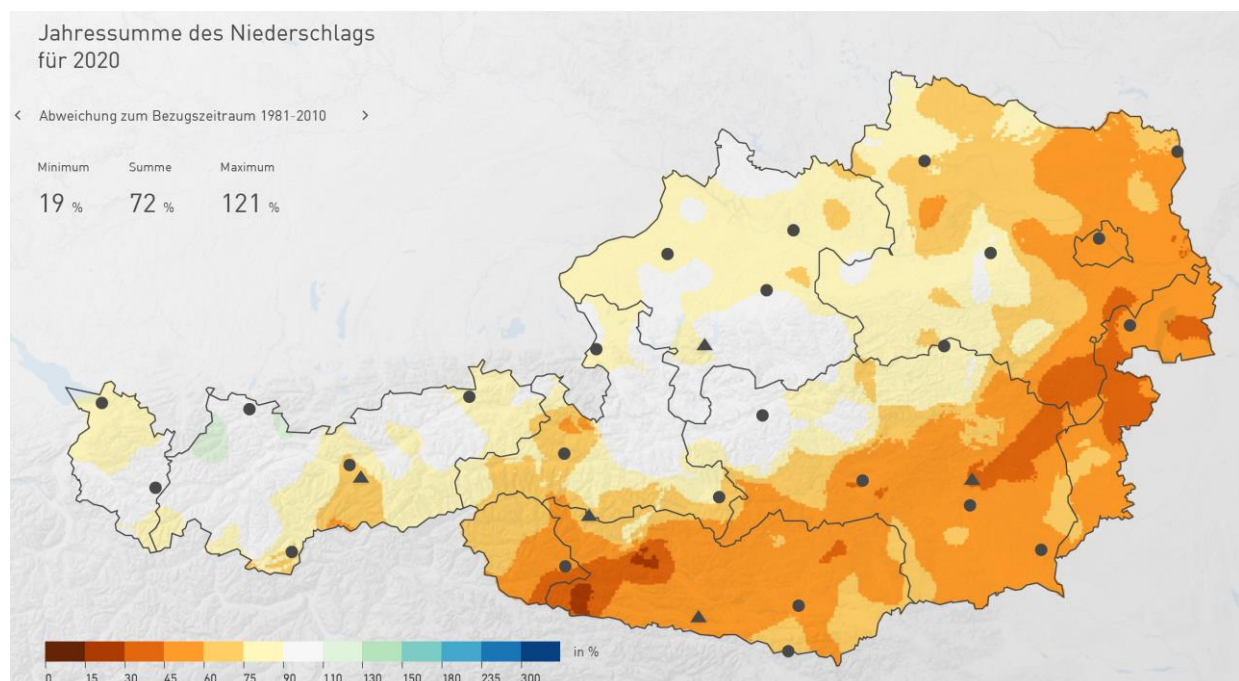 Jahressumme des Niederschlags
für 2020
< Abweichung zum Bezugszeitraum 1981-2010 >
Minimum Summe Maximum
19 % 72 % 121 %
in %
0 15 30 45 60 75 90 110 130 150 180 235 300